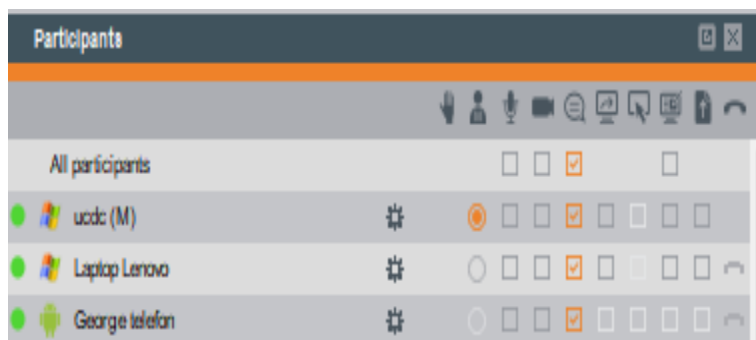 Participants
All participants
ucdc (M)
Laptop Lenovo
George telefon